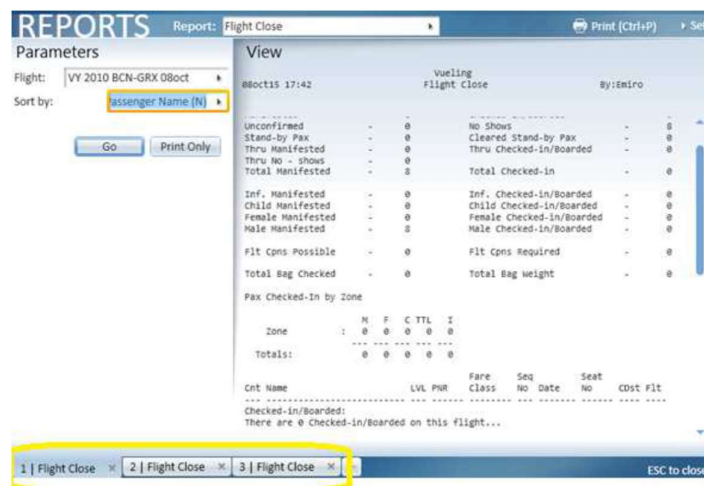 REPORTS Report: Flight Close Print (Ctrl+P) Se
Parameters
Flight: VY 2010 BCN-GRX 08oct
Sort by: Passenger Name (N)
Go Print Only
View
Vueling
08Oct15 17:42 Flight Close By:Emiro
Unconfirmed - 0 No Shows - 8
Stand-by Pax - 0 Cleared Stand-by Pax - 0
Thru Manifested - 0 Thru Checked-in/Boarded - 0
Thru No - shows - 0
Total Manifested - 8 Total Checked-in - 0
Inf. Manifested - 0 Inf. Checked-in/Boarded - 0
Child Manifested - 0 Child Checked-in/Boarded - 0
Female Manifested - 0 Female Checked-in/Boarded - 0
Male Manifested - 8 Male Checked-in/Boarded - 0
Flt Cpns Possible - 0 Flt Cpns Required - 0
Total Bag Checked - 0 Total Bag Weight - 0
Pax Checked-In by Zone
M F C TTL I
Zone : 0 0 0 0 0
--- --- --- --- ---
Totals: 0 0 0 0 0
Fare Seq Seat
Cnt Name LVL PNR Class No Date No CDst Flt
Checked-in/Boarded:
There are 0 Checked-in/Boarded on this flight...
1 | Flight Close × 2 | Flight Close × 3 | Flight Close ×
ESC to close